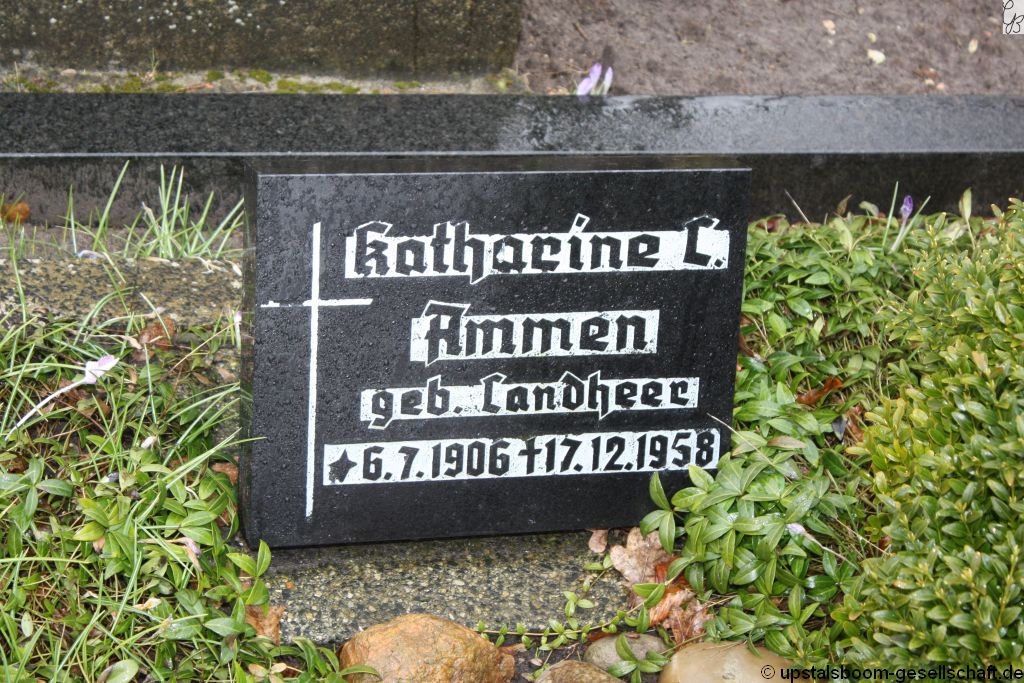 Katharine L.
Ammen
geb. Landheer
★6.7.1906 ✝17.12.1958
© upstalsboom-gesellschaft.de